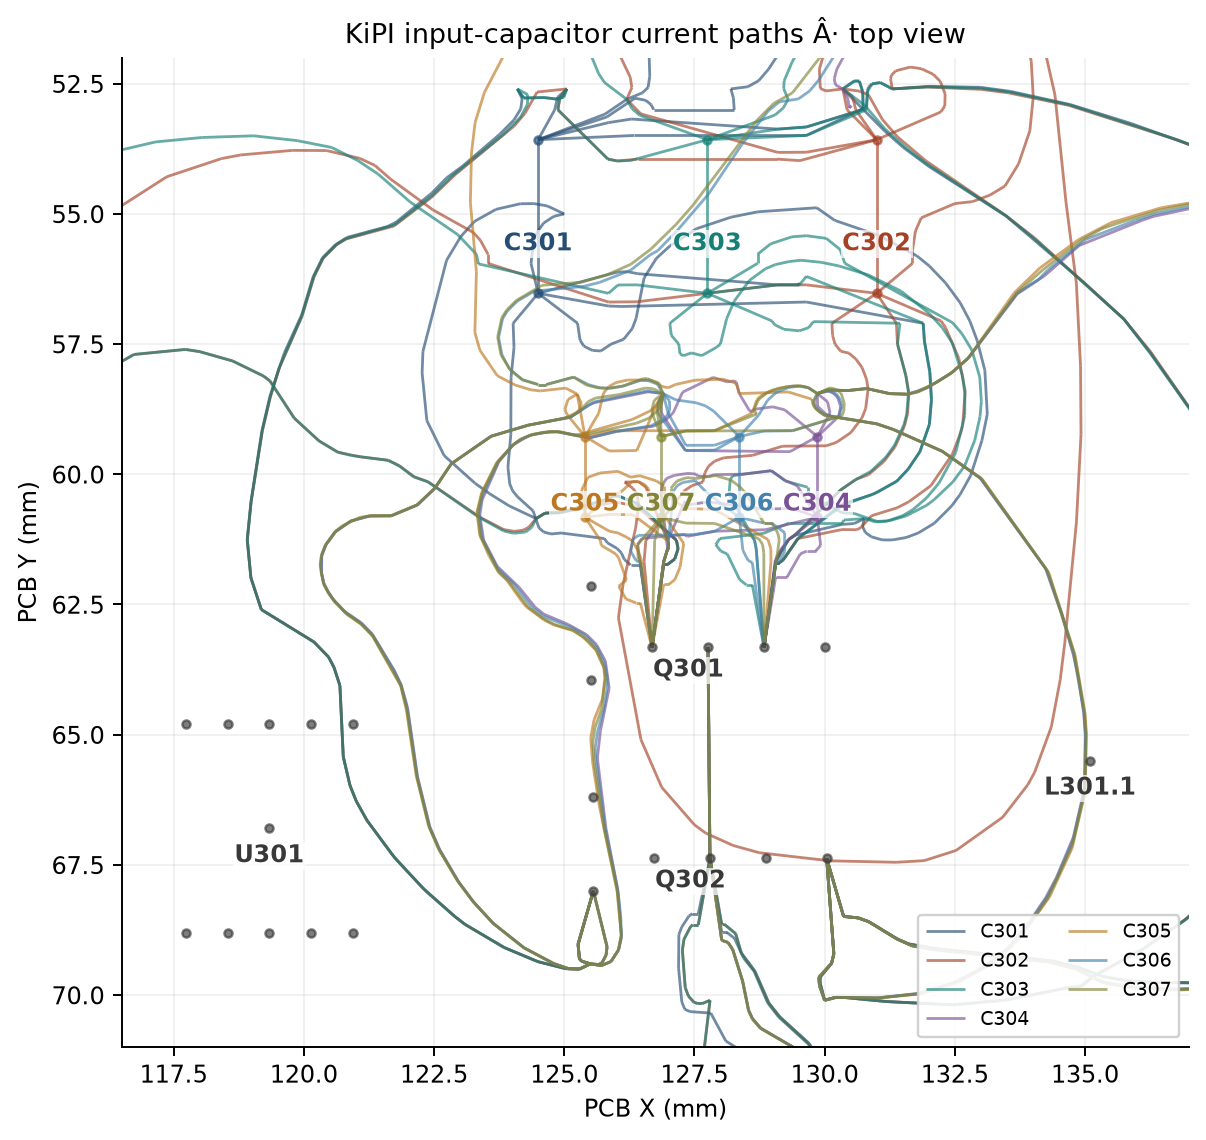 KiPI input-capacitor current paths Â· top view
52.5
55.0
57.5
60.0
62.5
65.0
67.5
70.0
PCB Y (mm)
C301
C303
C302
C305
C307
C306
C304
Q301
L301.1
U301
Q302
C301
C302
C303
C304
C305
C306
C307
117.5
120.0
122.5
125.0
127.5
130.0
132.5
135.0
PCB X (mm)